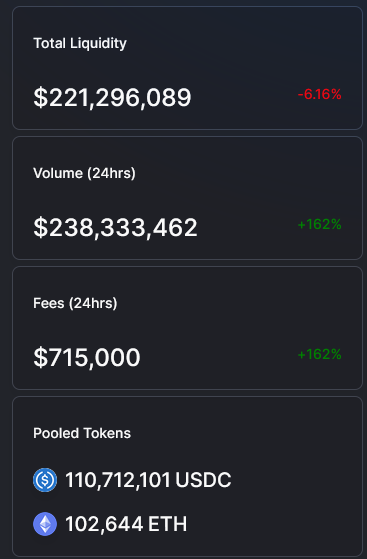 Total Liquidity
$221,296,089 -6.16%
Volume (24hrs)
$238,333,462 +162%
Fees (24hrs)
$715,000 +162%
Pooled Tokens
110,712,101 USDC
102,644 ETH